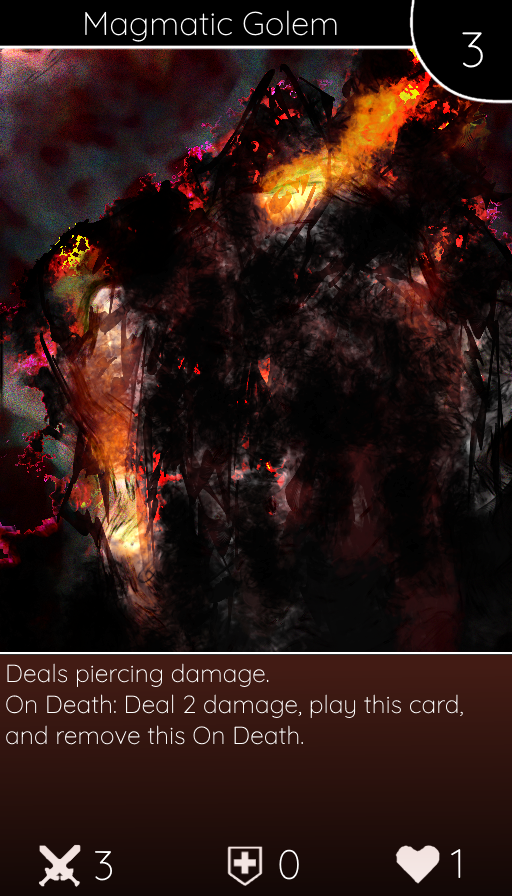 Magmatic Golem
3
Deals piercing damage.
On Death: Deal 2 damage, play this card,
and remove this On Death.
3 0 1